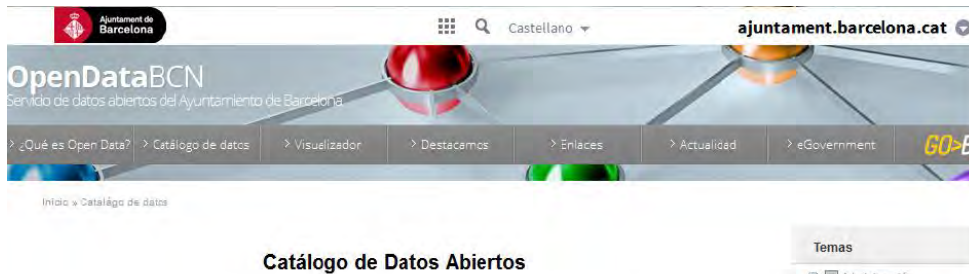 Ajuntament de
Barcelona
Castellano
ajuntament.barcelona.cat
OpenDataBCN
Servicio de datos abiertos del Ayuntamiento de Barcelona
> ¿Qué es Open Data? > Catálogo de datos > Visualizador > Destacamos > Enlaces > Actualidad > eGovernment GO>
Inicio » Catálogo de datos
Temas
Catálogo de Datos Abiertos